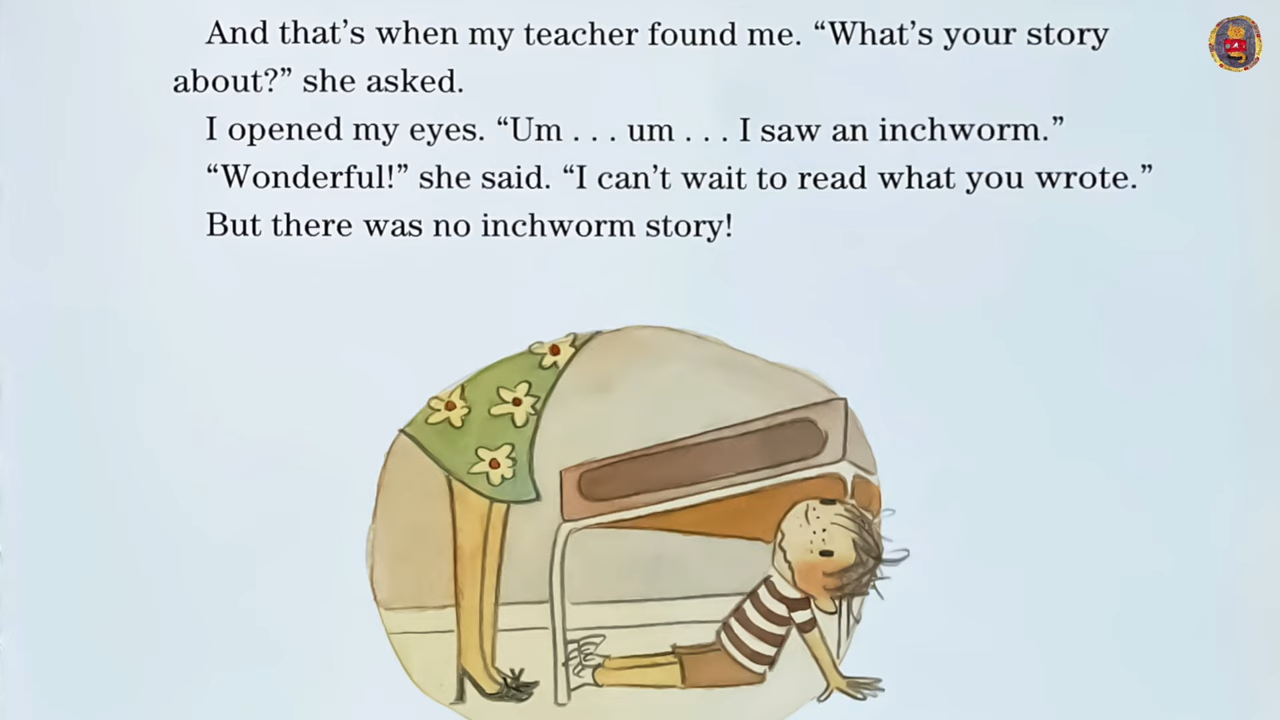 And that’s when my teacher found me. “What’s your story
about?” she asked.
I opened my eyes. “Um . . . um . . . I saw an inchworm.”
“Wonderful!” she said. “I can’t wait to read what you wrote.”
But there was no inchworm story!